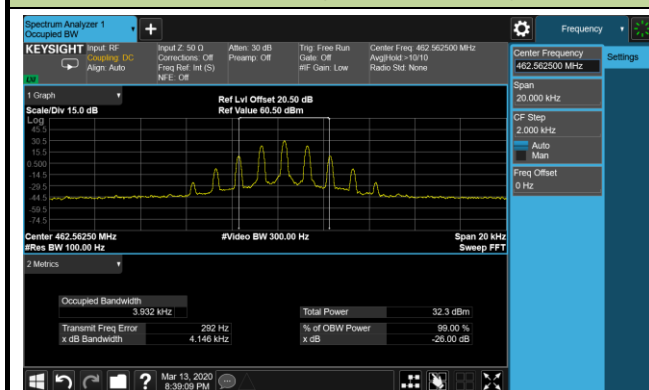 Spectrum Analyzer 1
Occupied BW
Frequency
KEYSIGHT
Input: RF
Coupling: DC
Align: Auto
Input Z: 50 Ω
Corrections: Off
Freq Ref: Int (S)
NFE: Off
Atten: 30 dB
Preamp: Off
Trig: Free Run
Gate: Off
#IF Gain: Low
Center Freq: 462.562500 MHz
Avg|Hold:>10/10
Radio Std: None
LXI
Center Frequency
462.562500 MHz
Settings
Span
20.000 kHz
CF Step
2.000 kHz
Auto
Man
Freq Offset
0 Hz
1 Graph
Scale/Div 15.0 dB
Ref Lvl Offset 20.50 dB
Ref Value 60.50 dBm
Log
45.5
30.5
15.5
0.500
-14.5
-29.5
-44.5
-59.5
-74.5
Center 462.56250 MHz
#Video BW 300.00 Hz
Span 20 kHz
#Res BW 100.00 Hz
Sweep FFT
2 Metrics
Occupied Bandwidth
3.932 kHz
Total Power 32.3 dBm
Transmit Freq Error 292 Hz
% of OBW Power 99.00 %
x dB Bandwidth 4.146 kHz
x dB -26.00 dB
Mar 13, 2020
8:39:09 PM